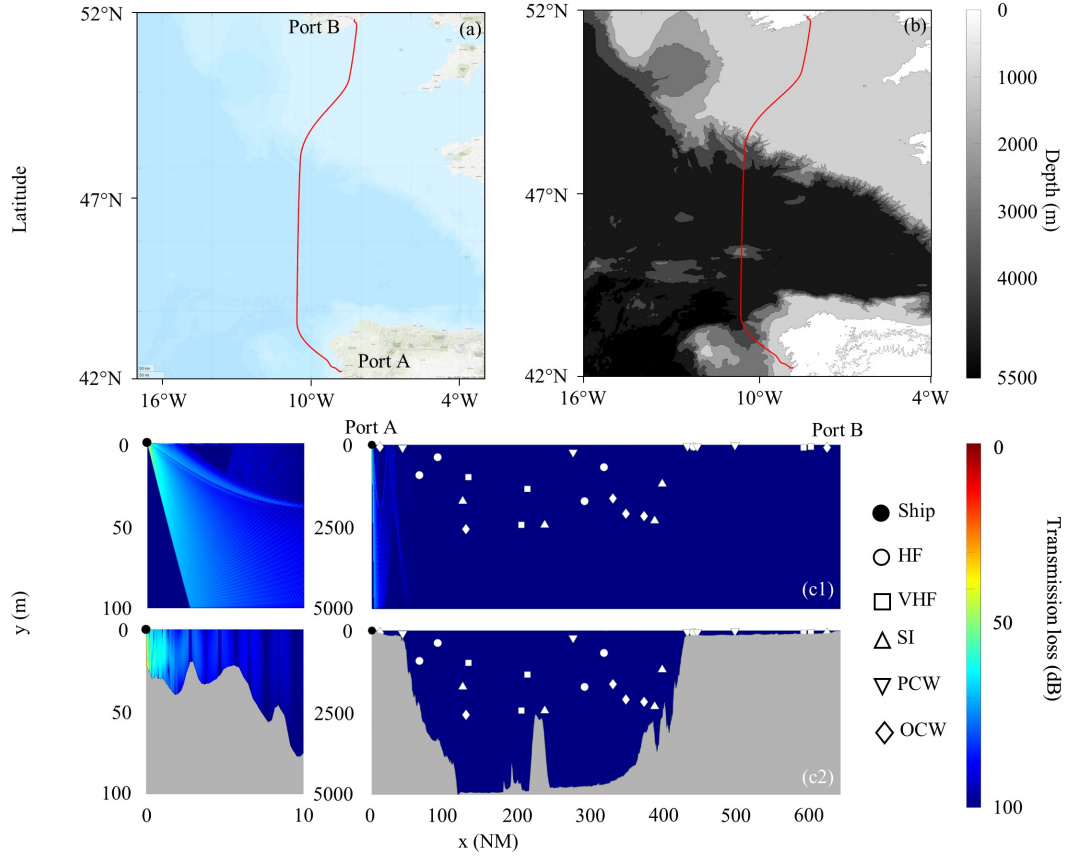 52°N
Port B
(a)
47°N
Port A
42°N
16°W
10°W
4°W
Latitude
52°N
(b)
47°N
42°N
16°W
10°W
4°W
0
1000
2000
3000
4000
5500
Depth (m)
Port A
Port B
0
50
100
0
2500
5000
(c1)
0
50
100
0
10
0
2500
5000
(c2)
0
100
200
300
400
500
600
x (NM)
y (m)
Ship
HF
VHF
SI
PCW
OCW
0
50
100
Transmission loss (dB)